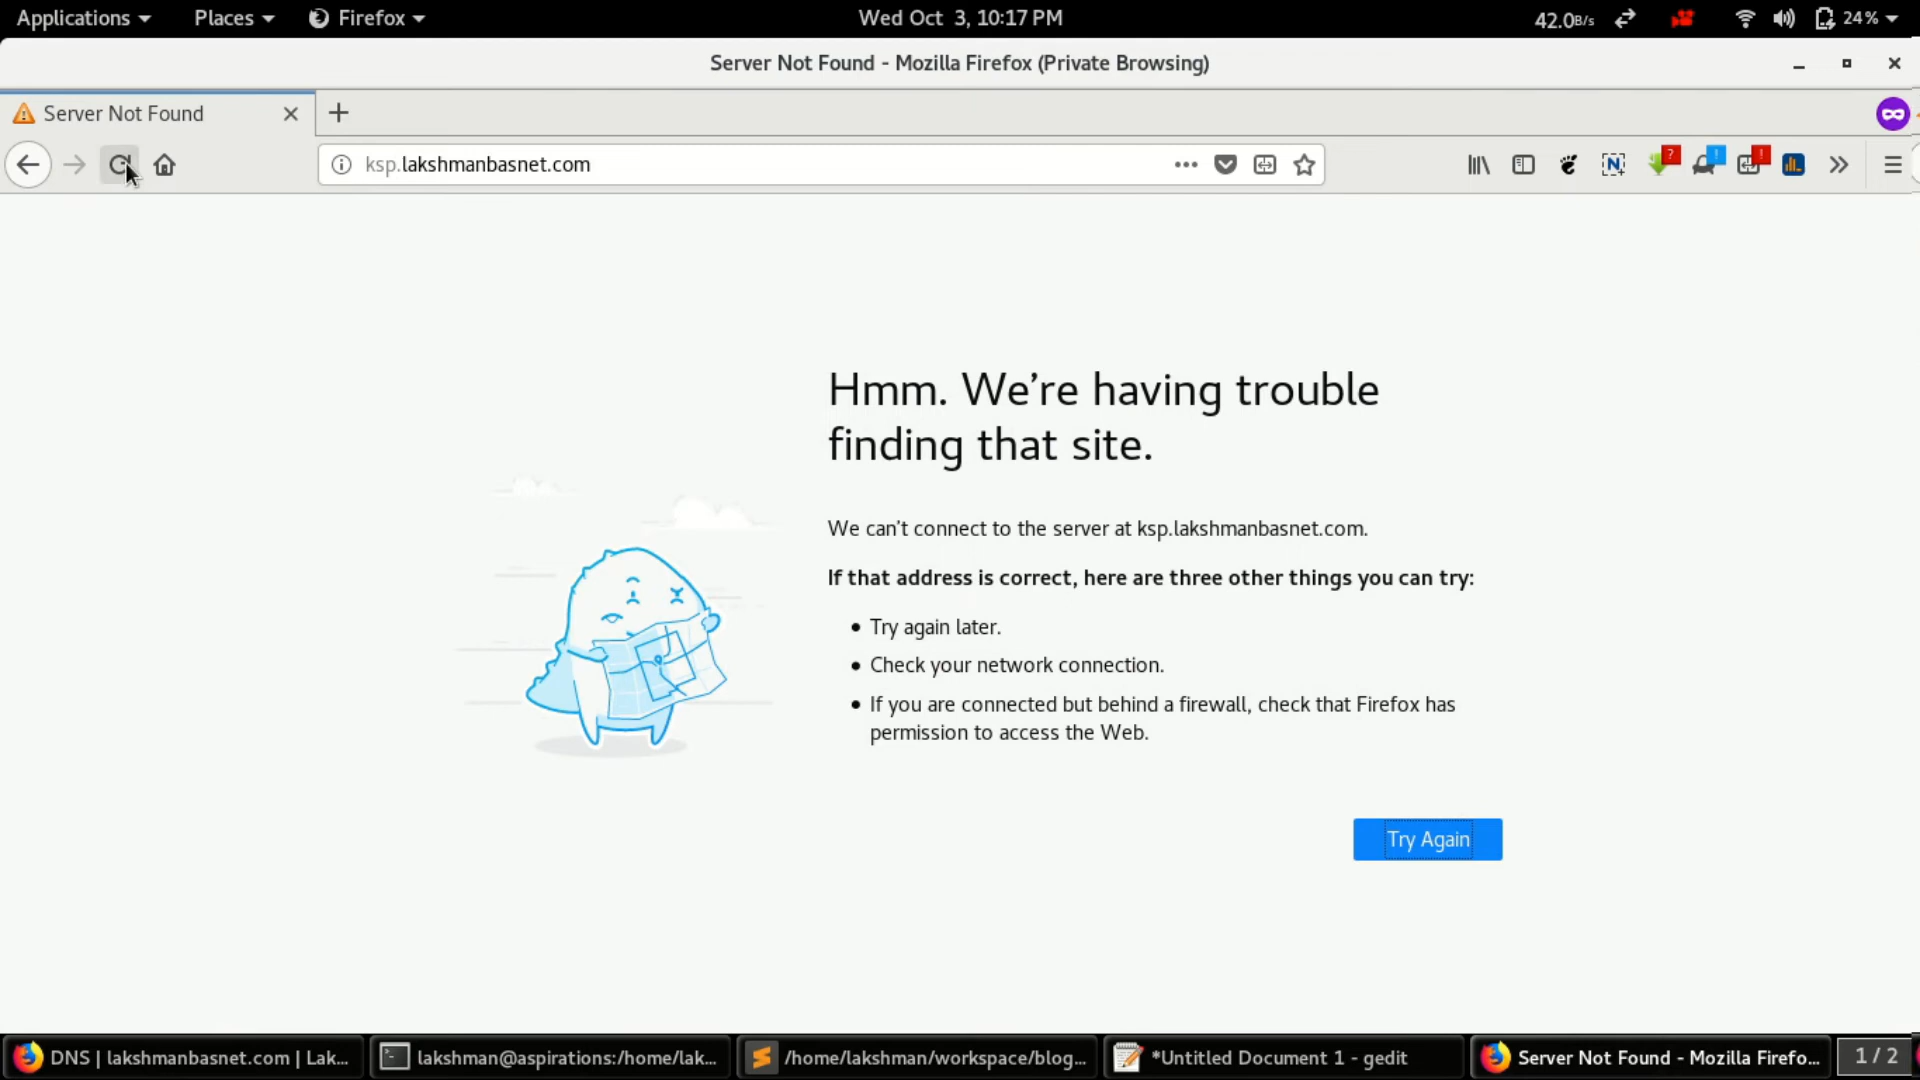 Applications Places Firefox Wed Oct 3, 10:17 PM 42.0B/s 24%
Server Not Found - Mozilla Firefox (Private Browsing)
Server Not Found
ksp.lakshmanbasnet.com
Hmm. We’re having trouble
finding that site.
We can’t connect to the server at ksp.lakshmanbasnet.com.
If that address is correct, here are three other things you can try:
• Try again later.
• Check your network connection.
• If you are connected but behind a firewall, check that Firefox has
permission to access the Web.
Try Again
DNS | lakshmanbasnet.com | Lak... lakshman@aspirations:/home/lak... /home/lakshman/workspace/blog... *Untitled Document 1 - gedit Server Not Found - Mozilla Firefo... 1 / 2